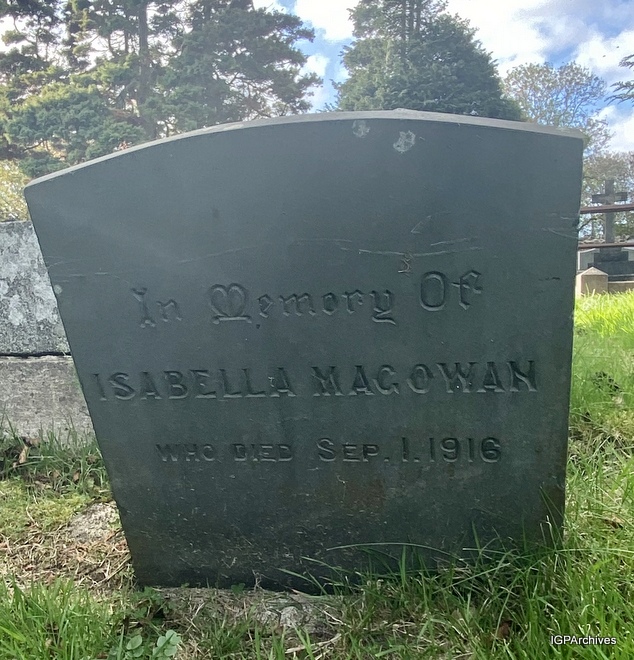 In Memory Of
ISABELLA MAGOWAN
WHO DIED SEP. 1. 1916
IGPArchives